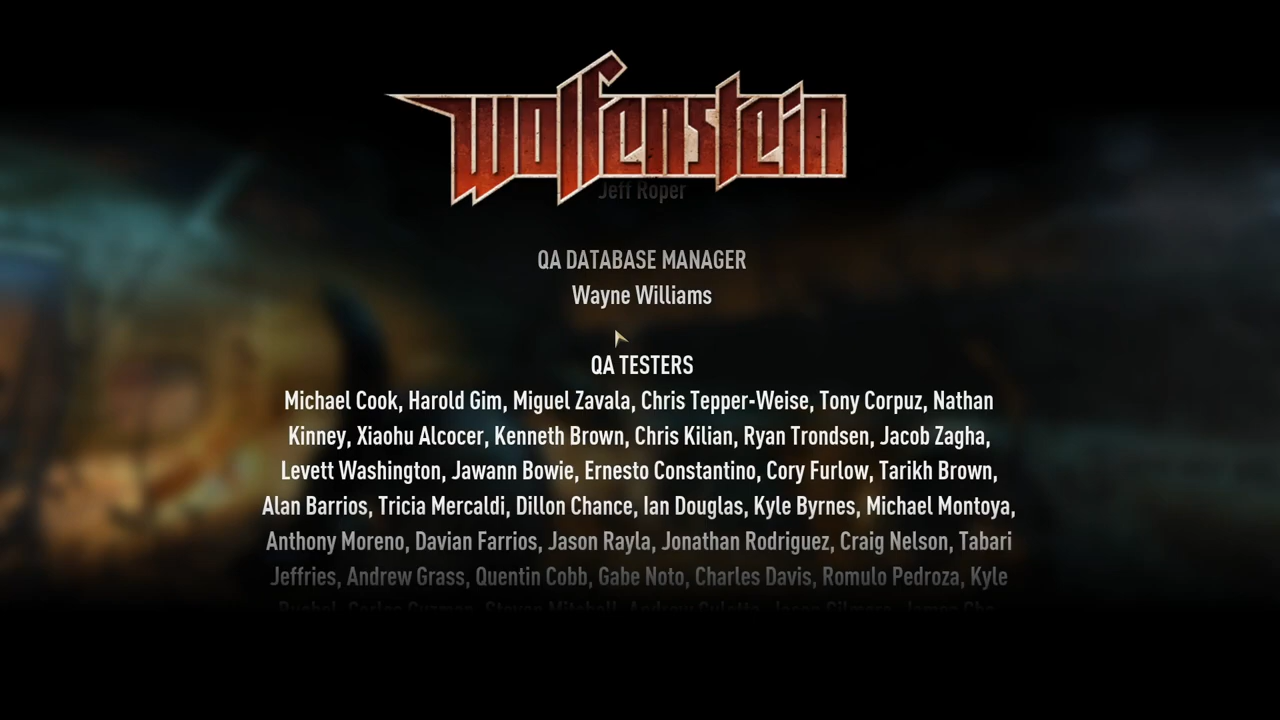 Wolfenstein
Jeff Roper
QA DATABASE MANAGER
Wayne Williams
QA TESTERS
Michael Cook, Harold Gim, Miguel Zavala, Chris Tepper-Weise, Tony Corpuz, Nathan
Kinney, Xiaohu Alcocer, Kenneth Brown, Chris Kilian, Ryan Trondsen, Jacob Zagha,
Levett Washington, Jawann Bowie, Ernesto Constantino, Cory Furlow, Tarikh Brown,
Alan Barrios, Tricia Mercaldi, Dillon Chance, Ian Douglas, Kyle Byrnes, Michael Montoya,
Anthony Moreno, Davian Farrios, Jason Rayla, Jonathan Rodriguez, Craig Nelson, Tabari
Jeffries, Andrew Grass, Quentin Cobb, Gabe Noto, Charles Davis, Romulo Pedroza, Kyle